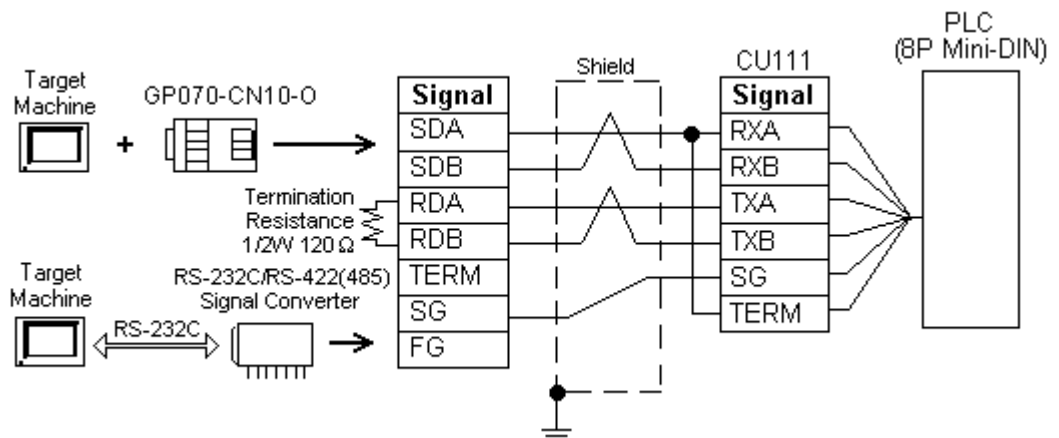 Target
Machine
+
GP070-CN10-O
Termination
Resistance
1/2W 120Ω
Target
Machine
RS-232C
RS-232C/RS-422(485)
Signal Converter
Signal
SDA
SDB
RDA
RDB
TERM
SG
FG
Shield
CU111
Signal
RXA
RXB
TXA
TXB
SG
TERM
PLC
(8P Mini-DIN)